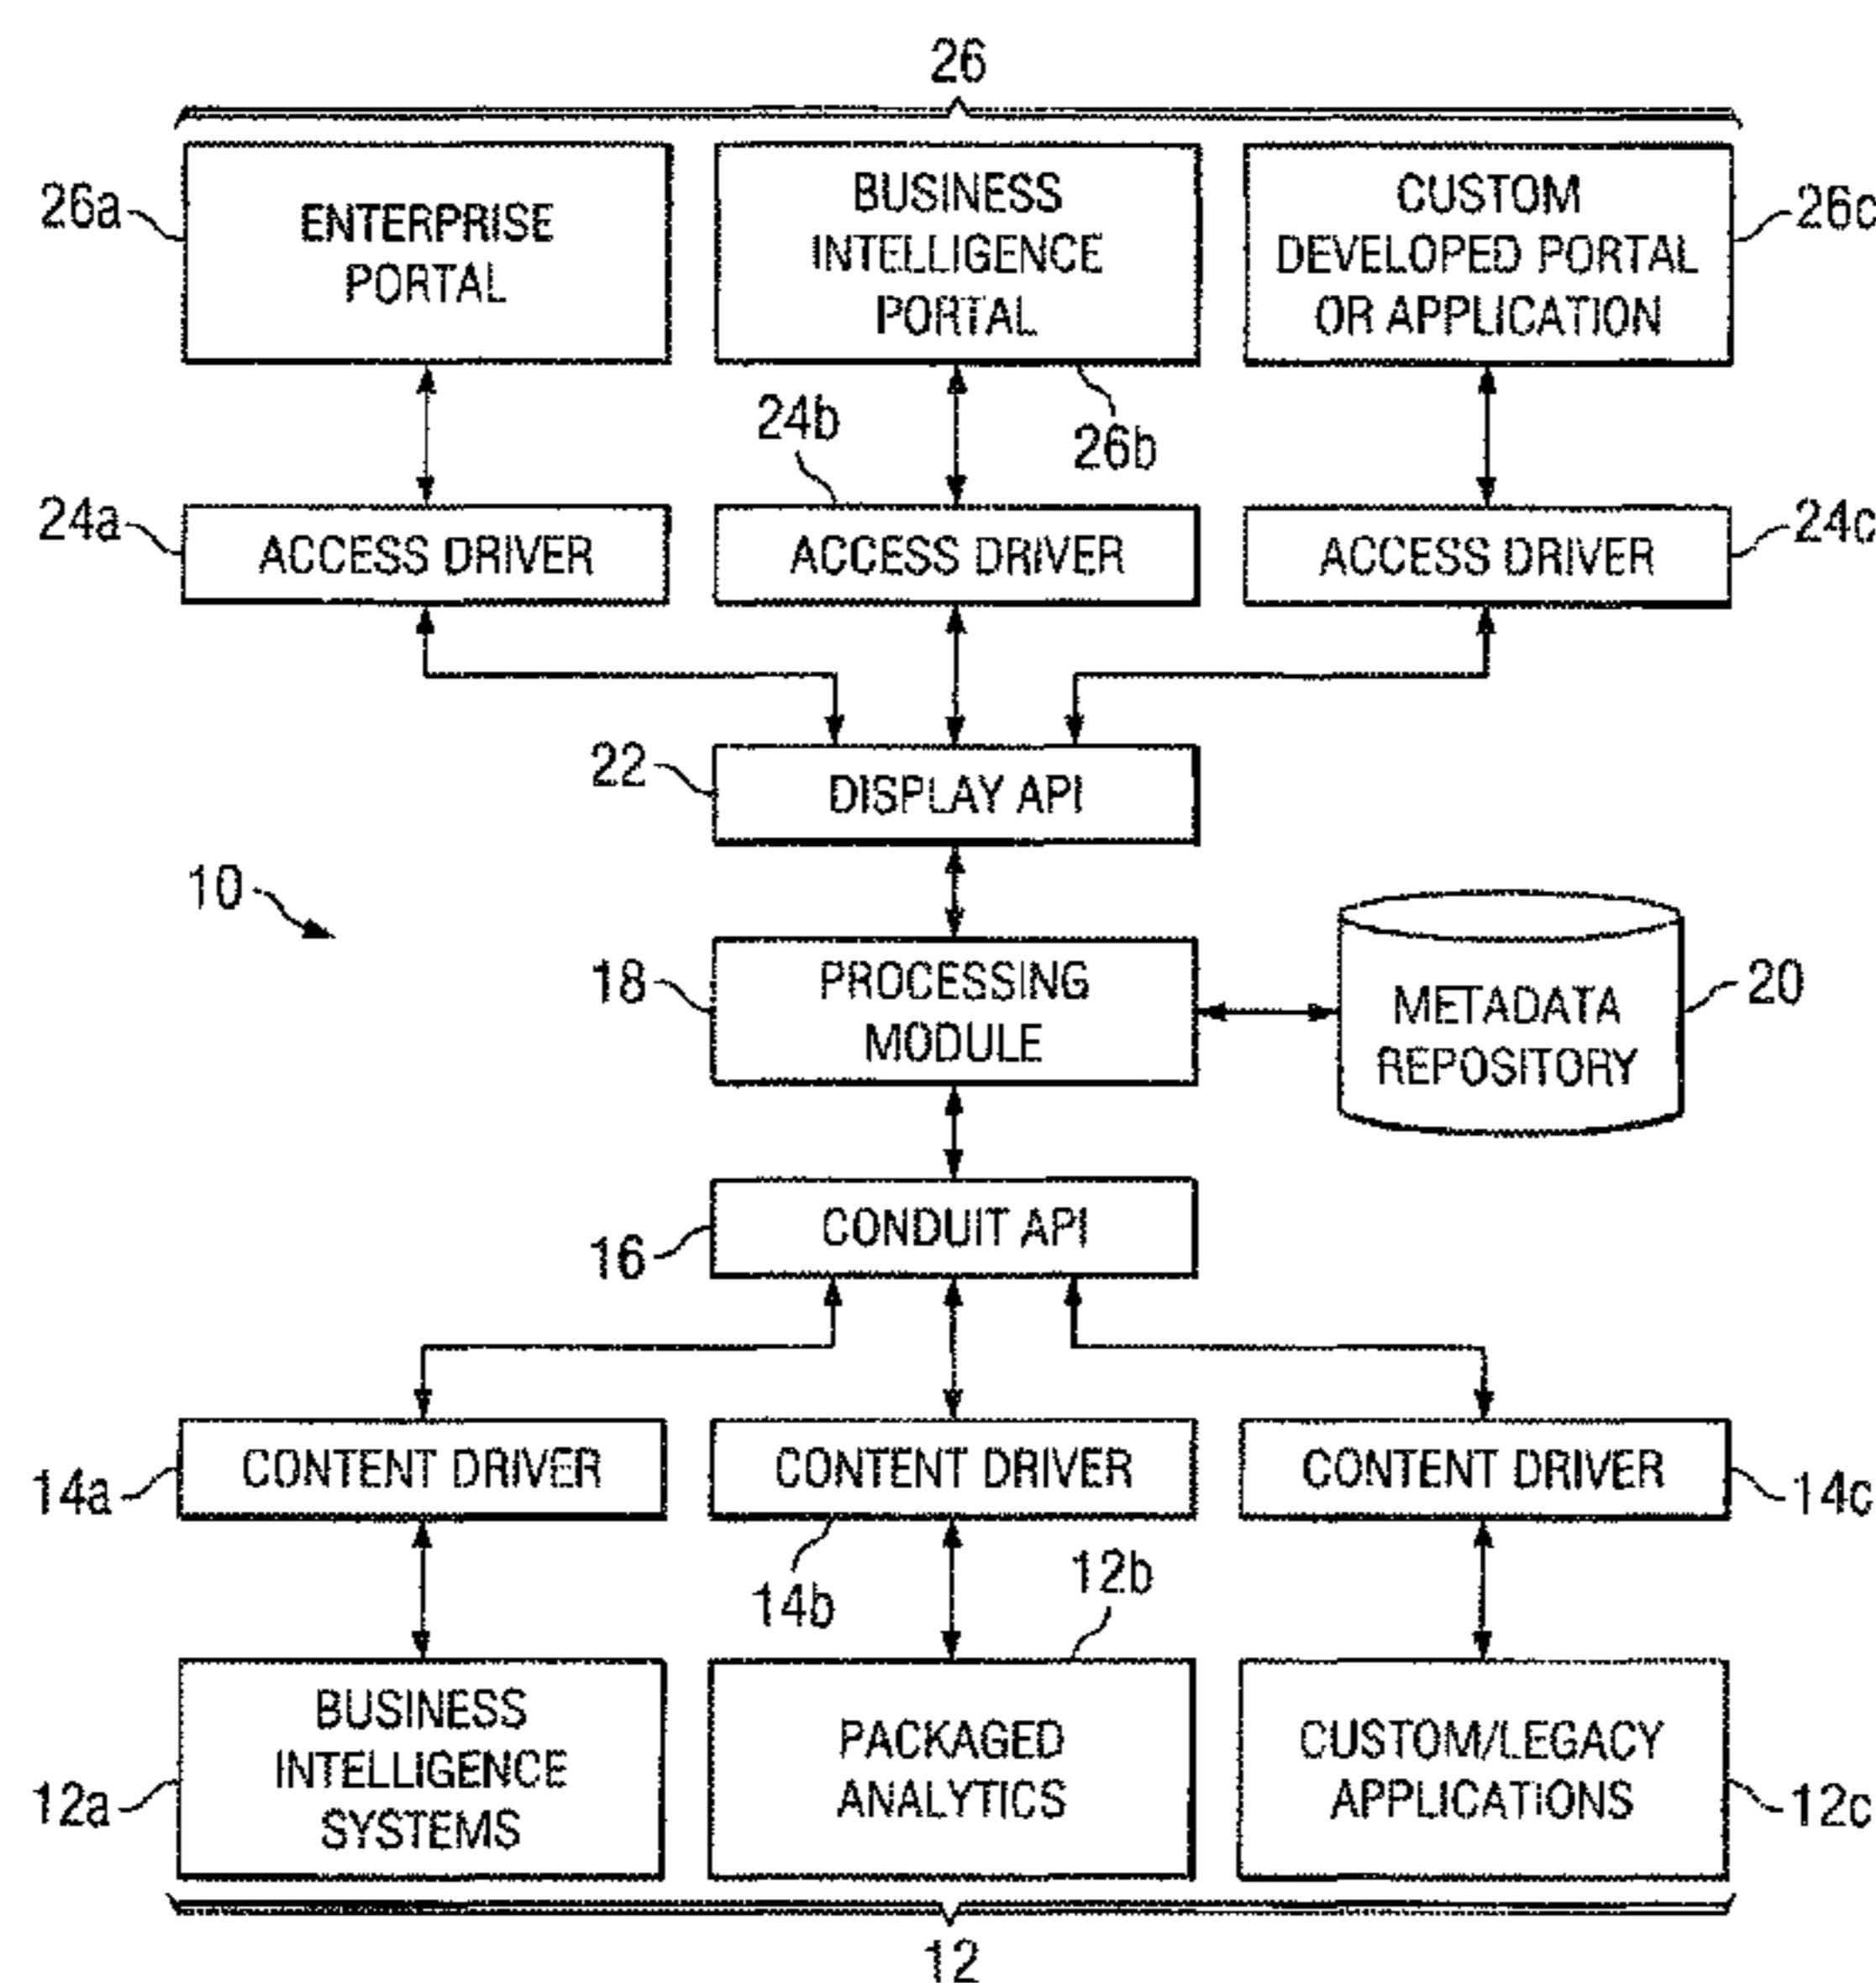 26
26a
ENTERPRISE
PORTAL
BUSINESS
INTELLIGENCE
PORTAL
CUSTOM
DEVELOPED PORTAL
OR APPLICATION
26c
24b
26b
24a
ACCESS DRIVER
ACCESS DRIVER
ACCESS DRIVER
24c
22
DISPLAY API
10
18
PROCESSING
MODULE
METADATA
REPOSITORY
20
16
CONDUIT API
14a
CONTENT DRIVER
CONTENT DRIVER
CONTENT DRIVER
14c
14b
12b
12a
BUSINESS
INTELLIGENCE
SYSTEMS
PACKAGED
ANALYTICS
CUSTOM/LEGACY
APPLICATIONS
12c
12